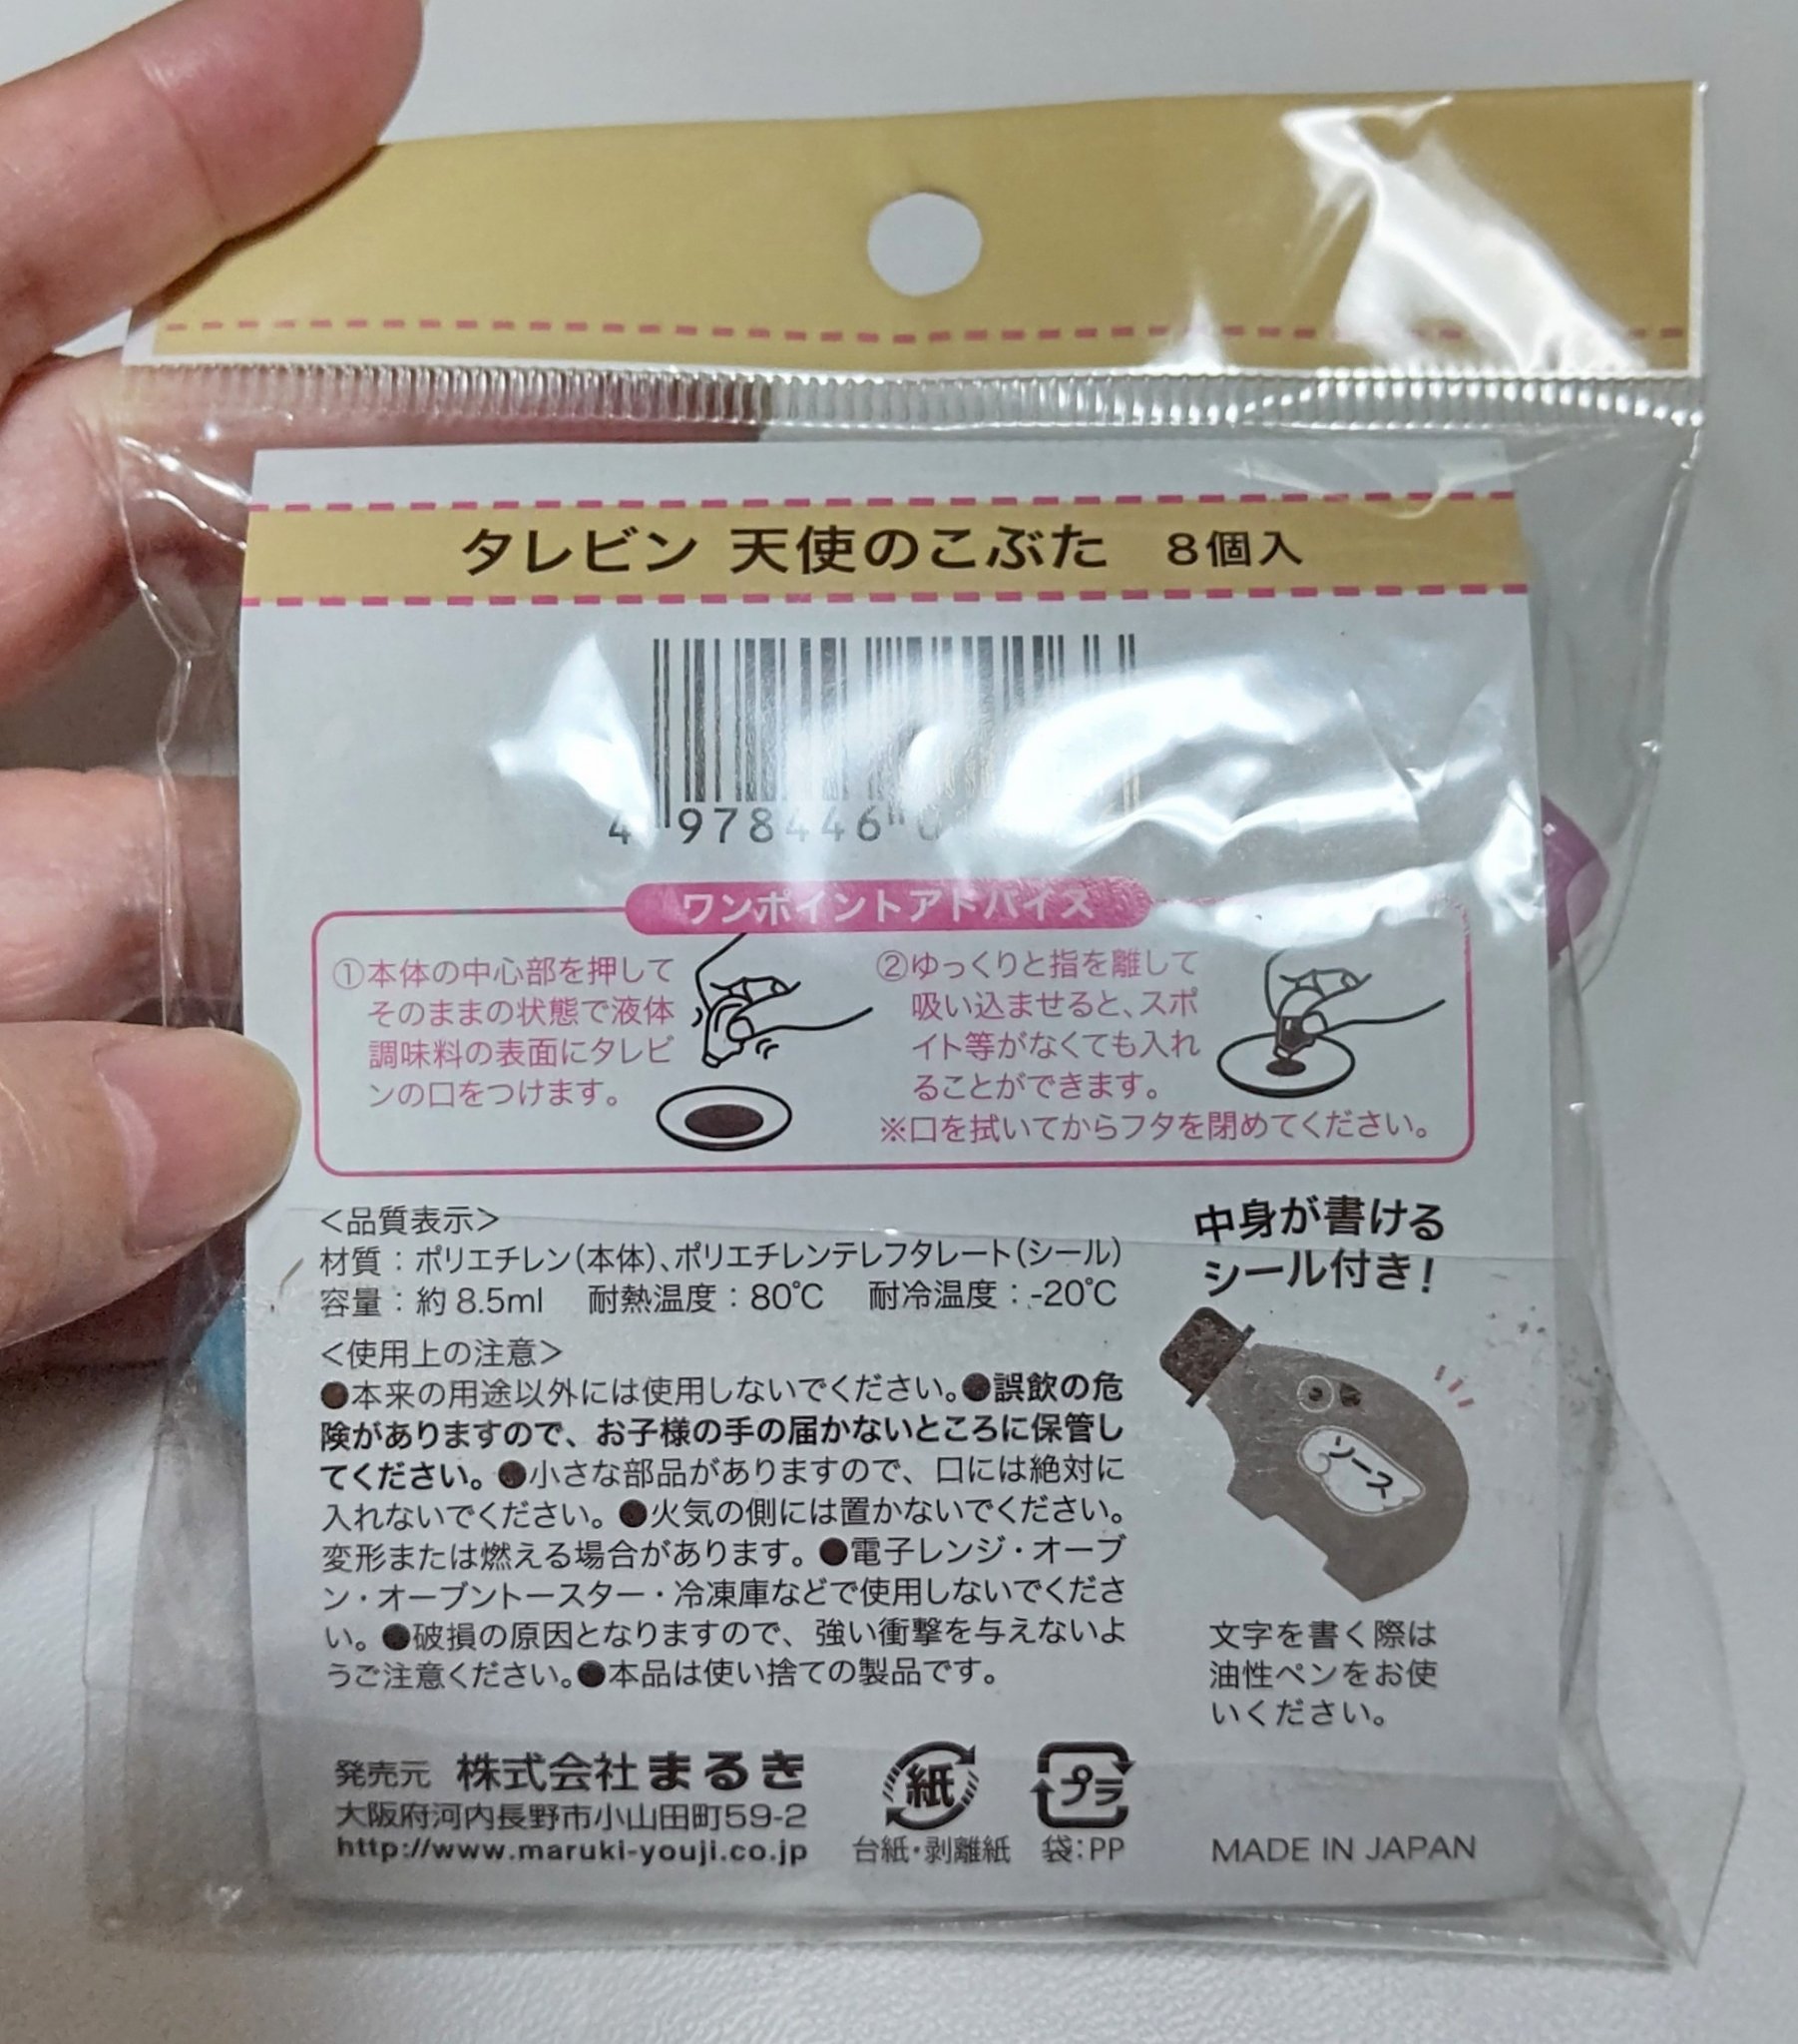 タレビン 天使のこぶた 8個入
4 978446
ワンポイントアドバイス
①本体の中心部を押して
そのままの状態で液体
調味料の表面にタレビ
ンの口をつけます。
②ゆっくりと指を離して
吸い込ませると、スポ
イト等がなくても入れ
ることができます。
※口を拭いてからフタを閉めてください。
<品質表示>
材質：ポリエチレン(本体)、ポリエチレンテレフタレート(シール)
容量：約8.5ml 耐熱温度：80℃ 耐冷温度：-20℃
<使用上の注意>
●本来の用途以外には使用しないでください。●誤飲の危
険がありますので、お子様の手の届かないところに保管し
てください。●小さな部品がありますので、口には絶対に
入れないでください。●火気の側には置かないでください。
変形または燃える場合があります。●電子レンジ・オーブ
ン・オーブントースター・冷凍庫などで使用しないでくださ
い。●破損の原因となりますので、強い衝撃を与えないよ
うご注意ください。●本品は使い捨ての製品です。
中身が書ける
シール付き！
ソース
文字を書く際は
油性ペンをお使
いください。
発売元 株式会社まるき
大阪府河内長野市小山田町59-2
http://www.maruki-youji.co.jp
紙
台紙・剥離紙
プラ
袋：PP
MADE IN JAPAN